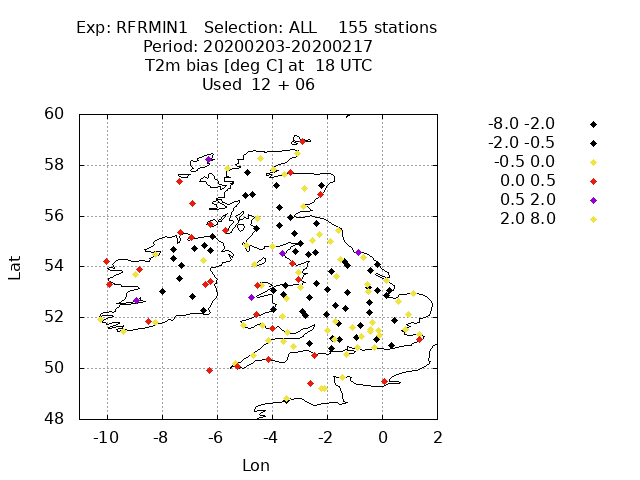 Exp: RFRMIN1 Selection: ALL 155 stations
Period: 20200203-20200217
T2m bias [deg C] at 18 UTC
Used 12 + 06
60
58
56
54
52
50
48
Lat
-10 -8 -6 -4 -2 0 2
Lon
-8.0 -2.0
-2.0 -0.5
-0.5 0.0
0.0 0.5
0.5 2.0
2.0 8.0